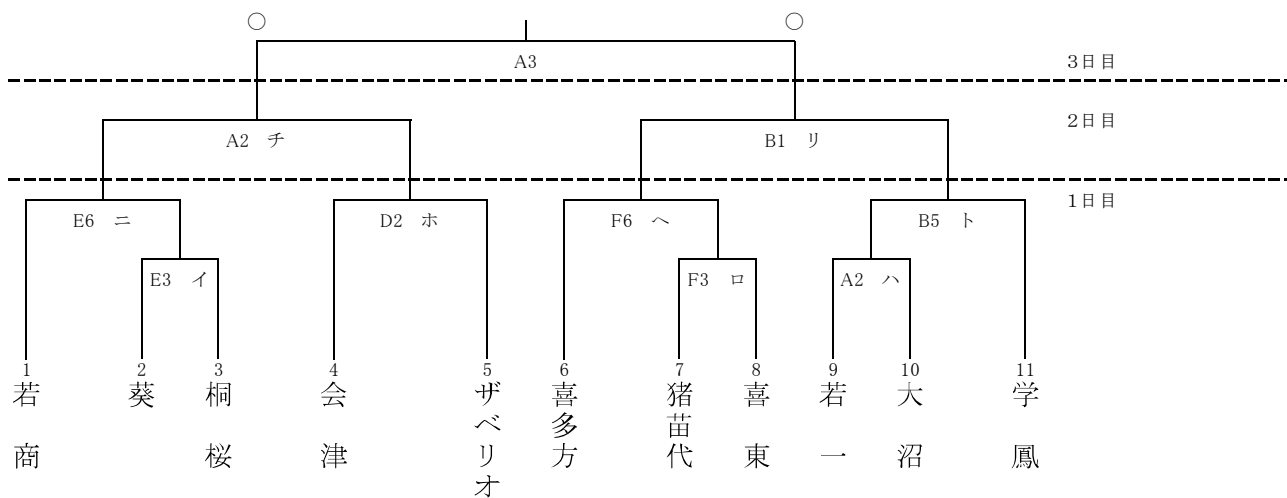 ○ ○
A3 3日目
2日目
A2 チ B1 リ
1日目
E6 ニ D2 ホ F6 ヘ B5 ト
E3 イ F3 ロ A2 ハ
1 2 3 4 5 6 7 8 9 10 11
若商
葵
桐桜
会津
ザベリオ
喜多方
猪苗代
喜東
若一
大沼
学鳳